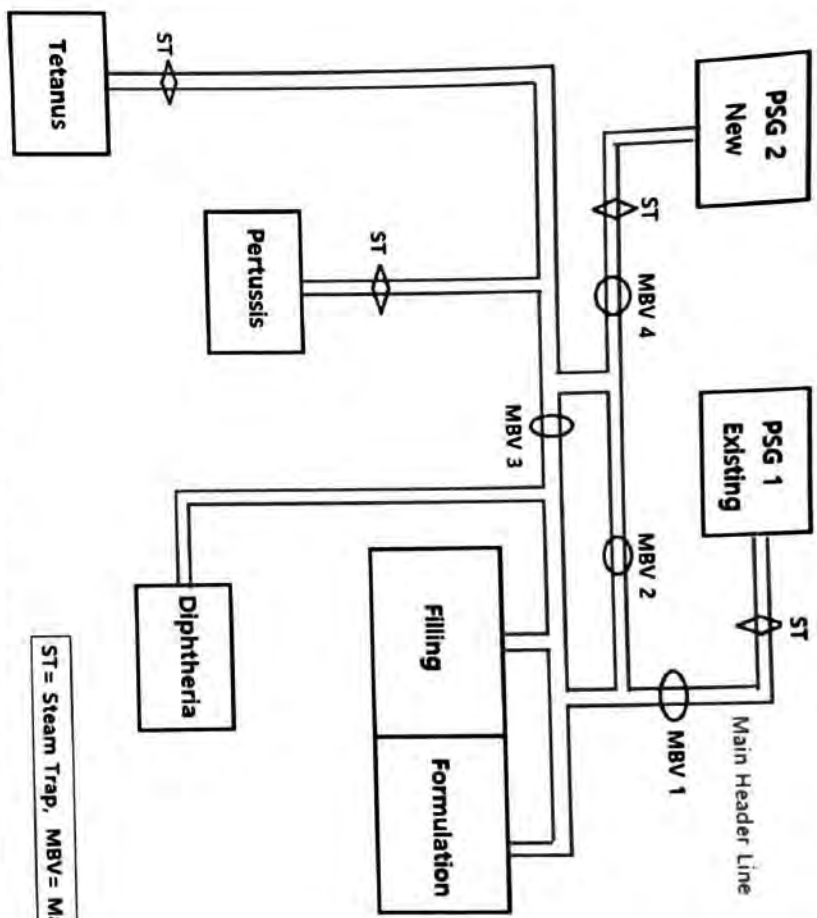 PSG 2
New
PSG 1
Existing
ST
Main Header Line
MBV 1
ST
MBV 4
MBV 2
MBV 3
ST
ST
Filling
Formulation
Pertussis
Diphtheria
Tetanus
ST= Steam Trap, MBV=